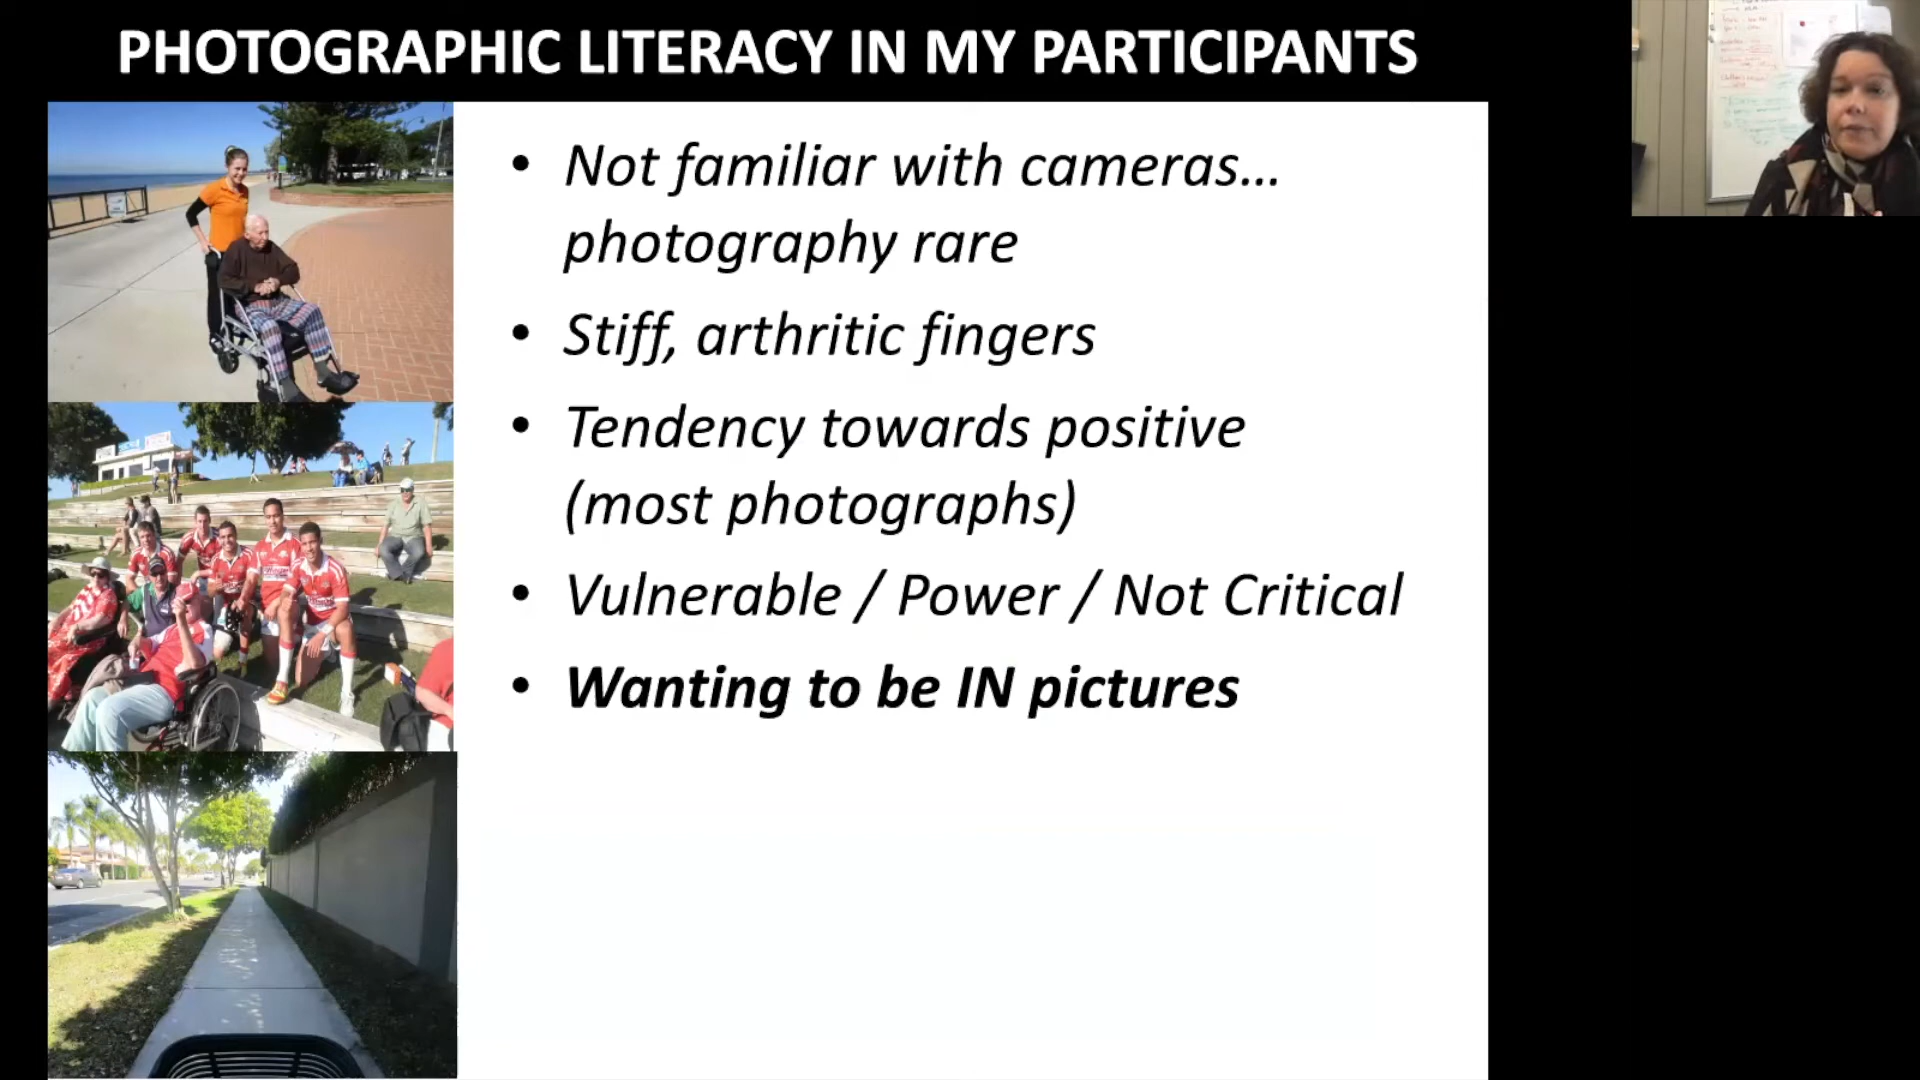 PHOTOGRAPHIC LITERACY IN MY PARTICIPANTS
• Not familiar with cameras...
photography rare
• Stiff, arthritic fingers
• Tendency towards positive
(most photographs)
• Vulnerable / Power / Not Critical
• Wanting to be IN pictures